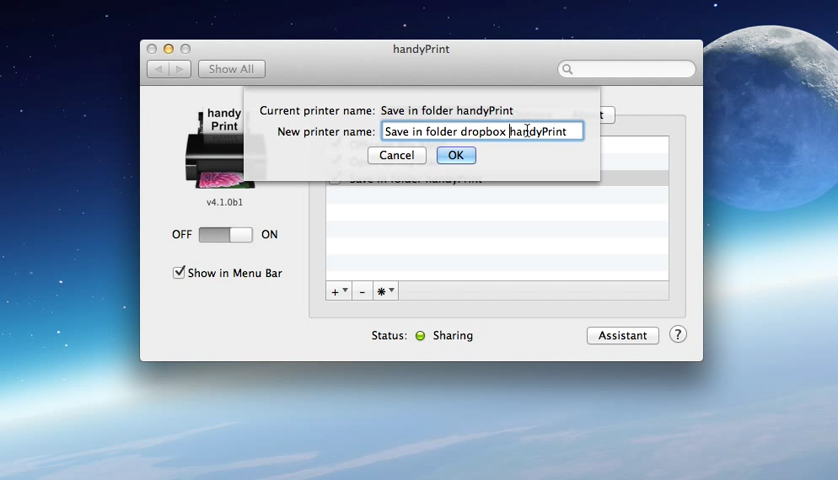 handyPrint
Show All
handy
Print
Current printer name: Save in folder handyPrint
New printer name: Save in folder dropbox handyPrint
Cancel
OK
v4.1.0b1
OFF
ON
Show in Menu Bar
+
-
Status:
Sharing
Assistant
?